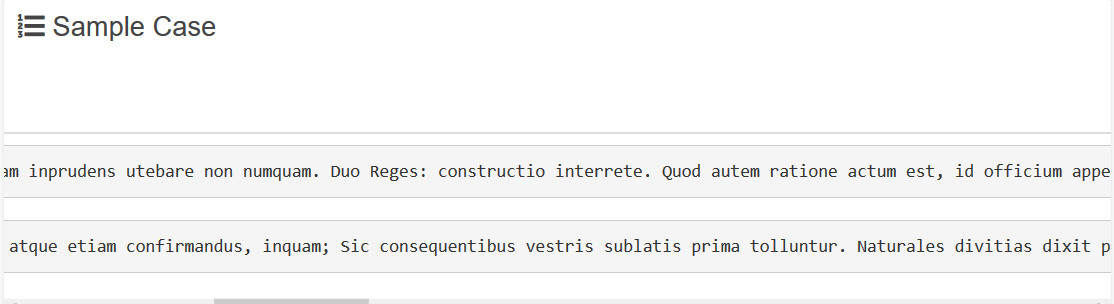 Sample Case
am inprudens utebare non numquam. Duo Reges: constructio interrete. Quod autem ratione actum est, id officium appe
atque etiam confirmandus, inquam; Sic consequentibus vestris sublatis prima tolluntur. Naturales divitias dixit p